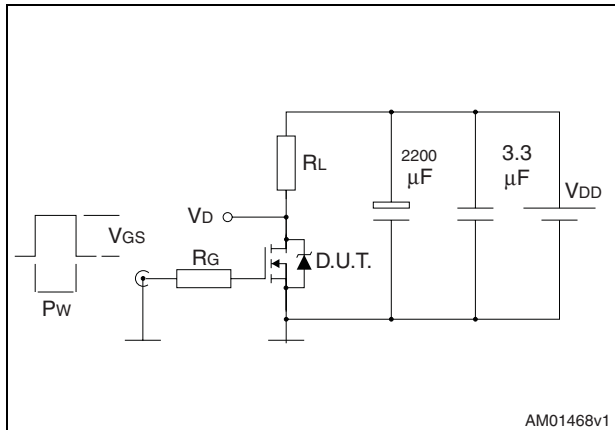 RL
2200
μF
3.3
μF
VDD
VD
VGS
RG
D.U.T.
PW
AM01468v1